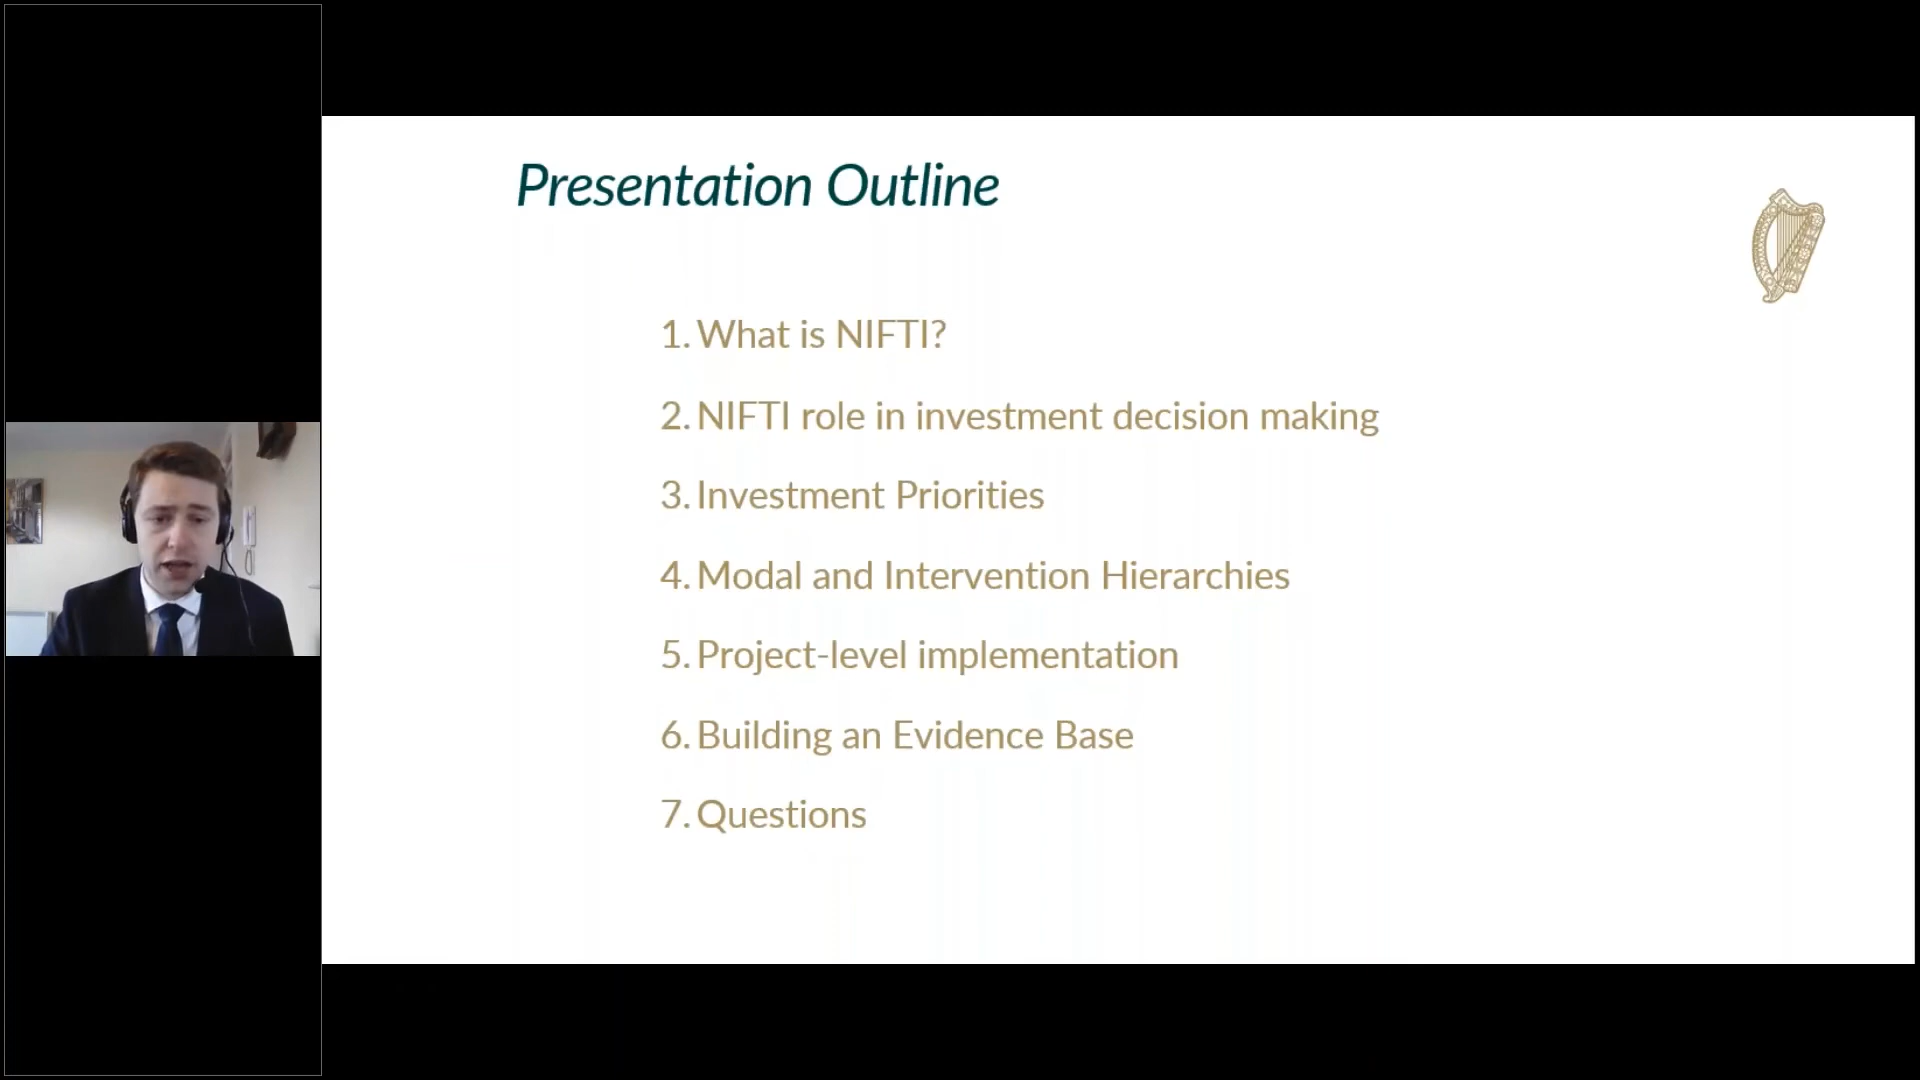 Presentation Outline
1. What is NIFTI?
2. NIFTI role in investment decision making
3. Investment Priorities
4. Modal and Intervention Hierarchies
5. Project-level implementation
6. Building an Evidence Base
7. Questions